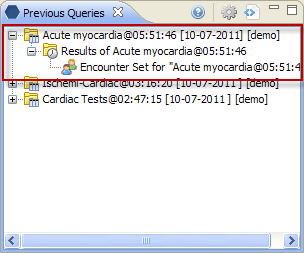 Previous Queries
Acute myocardia@05:51:46 [10-07-2011] [demo]
Results of Acute myocardia@05:51:46
Encounter Set for "Acute myocardia@05:51:4
Ischemi-Cardiac@03:16:20 [10-07-2011 ] [demo]
Cardiac Tests@02:47:15 [10-07-2011 ] [demo]